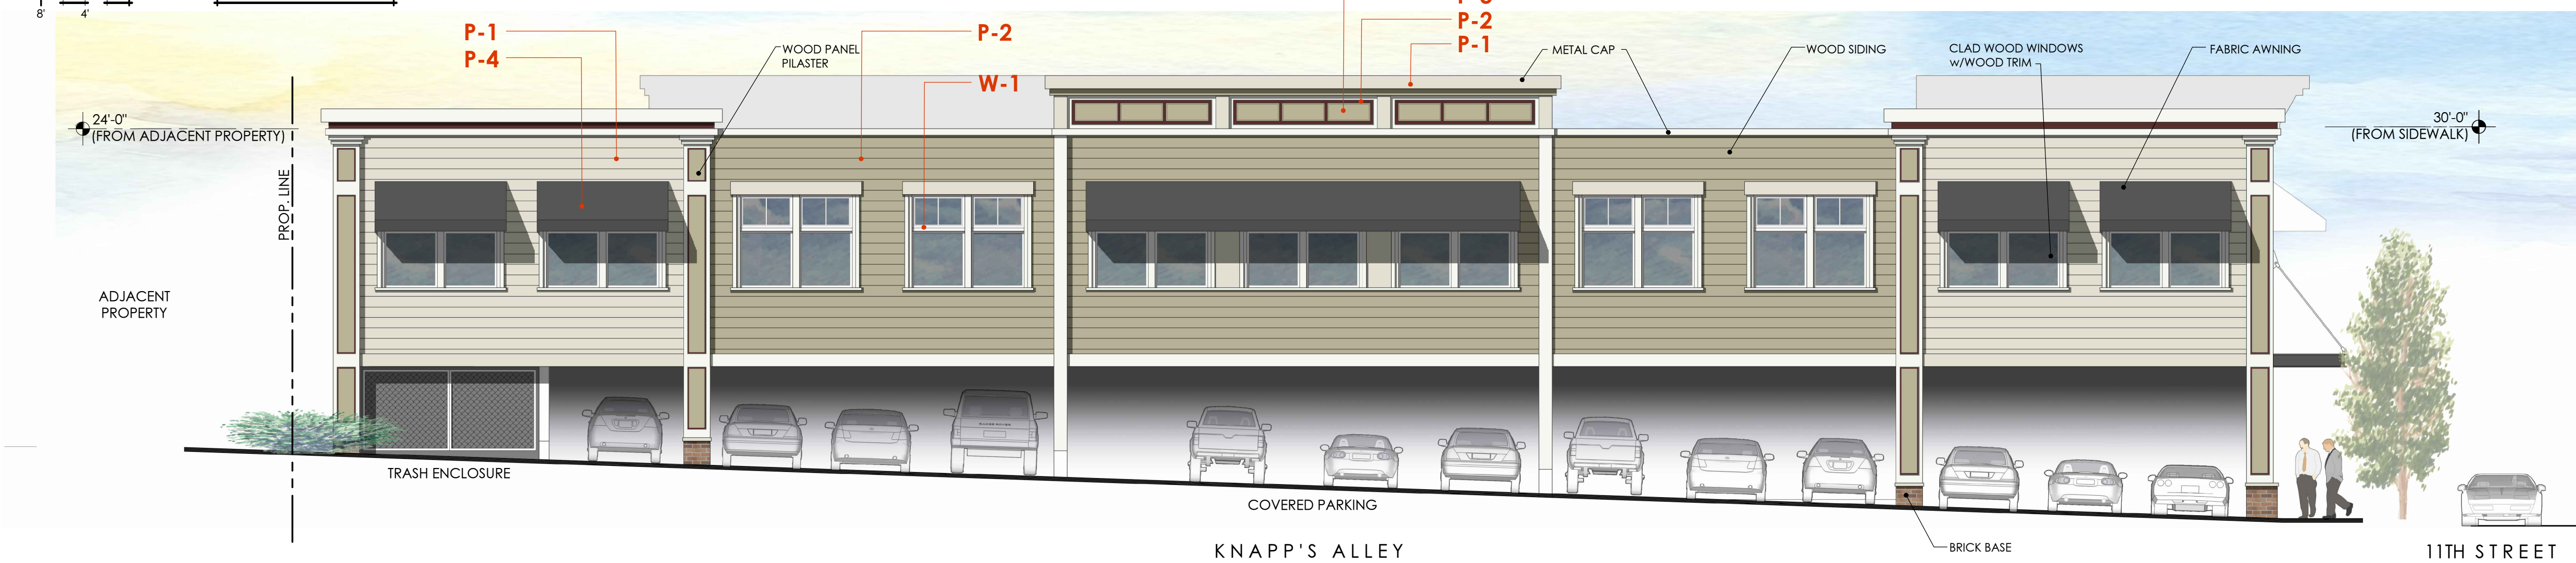 8' 4'
P-2
P-1
P-1
P-4
P-2
W-1
WOOD PANEL
PILASTER
METAL CAP
WOOD SIDING
CLAD WOOD WINDOWS
w/WOOD TRIM
FABRIC AWNING
24'-0"
(FROM ADJACENT PROPERTY)
30'-0"
(FROM SIDEWALK)
PROP. LINE
ADJACENT
PROPERTY
TRASH ENCLOSURE
COVERED PARKING
KNAPP'S ALLEY
BRICK BASE
11TH STREET